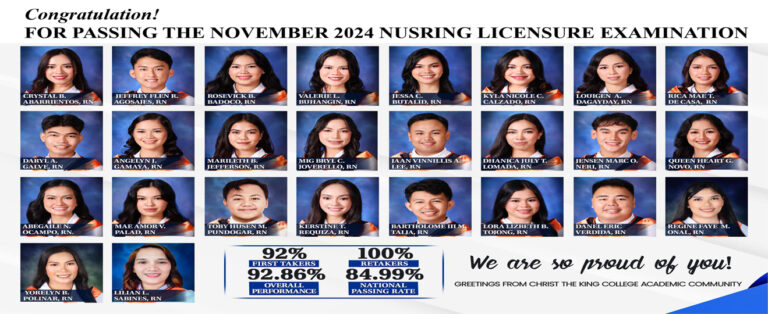 Congratulation!
FOR PASSING THE NOVEMBER 2024 NUSRING LICENSURE EXAMINATION
CRYSTAL B.
ABABRIENTOS, RN
JEFFREY FLEN R.
AGOSAJES, RN
ROSEVICK B.
BADOCO, RN
VALERIE L.
BUHANGIN, RN
JESSA C.
BUTALID, RN
KYLA NICOLE C.
CALZADO, RN
LOUIGEN A.
DAGAYDAY, RN
RICA MAE T.
DE CASA, RN
DARYL A.
GALVE, RN
ANGELYN J.
GAMAYA, RN
MARILETH B.
JEFFERSON, RN
MIG BRYL C.
JOVERELLO, RN
JAAN VINNILLIS A.
LEE, RN
DHANICA JULY T.
LOMADA, RN
JENSEN MARC O.
NERI, RN
QUEEN HEART G.
NOVO, RN
ABEGAILE N.
OCAMPO, RN.
MAE AMOR V.
PALAD, RN
TOBY HUSEN M.
PUNDOGAR, RN
KERSTINE T.
REQUIZA, RN
BARTHOLOME III M.
TALJA, RN
LORA LIZBETH B.
TOJONG, RN
DANEL ERIC
VERDIDA, RN
REGINE FAYE M.
ONAL, RN
YORELYN B.
POLINAR, RN
LILIAN L.
SABINES, RN
92%
FIRST TAKERS
100%
RETAKERS
92.86%
OVERALL
PERFORMANCE
84.99%
NATIONAL
PASSING RATE
We are so proud of you!
GREETINGS FROM CHRIST THE KING COLLEGE ACADEMIC COMMUNITY